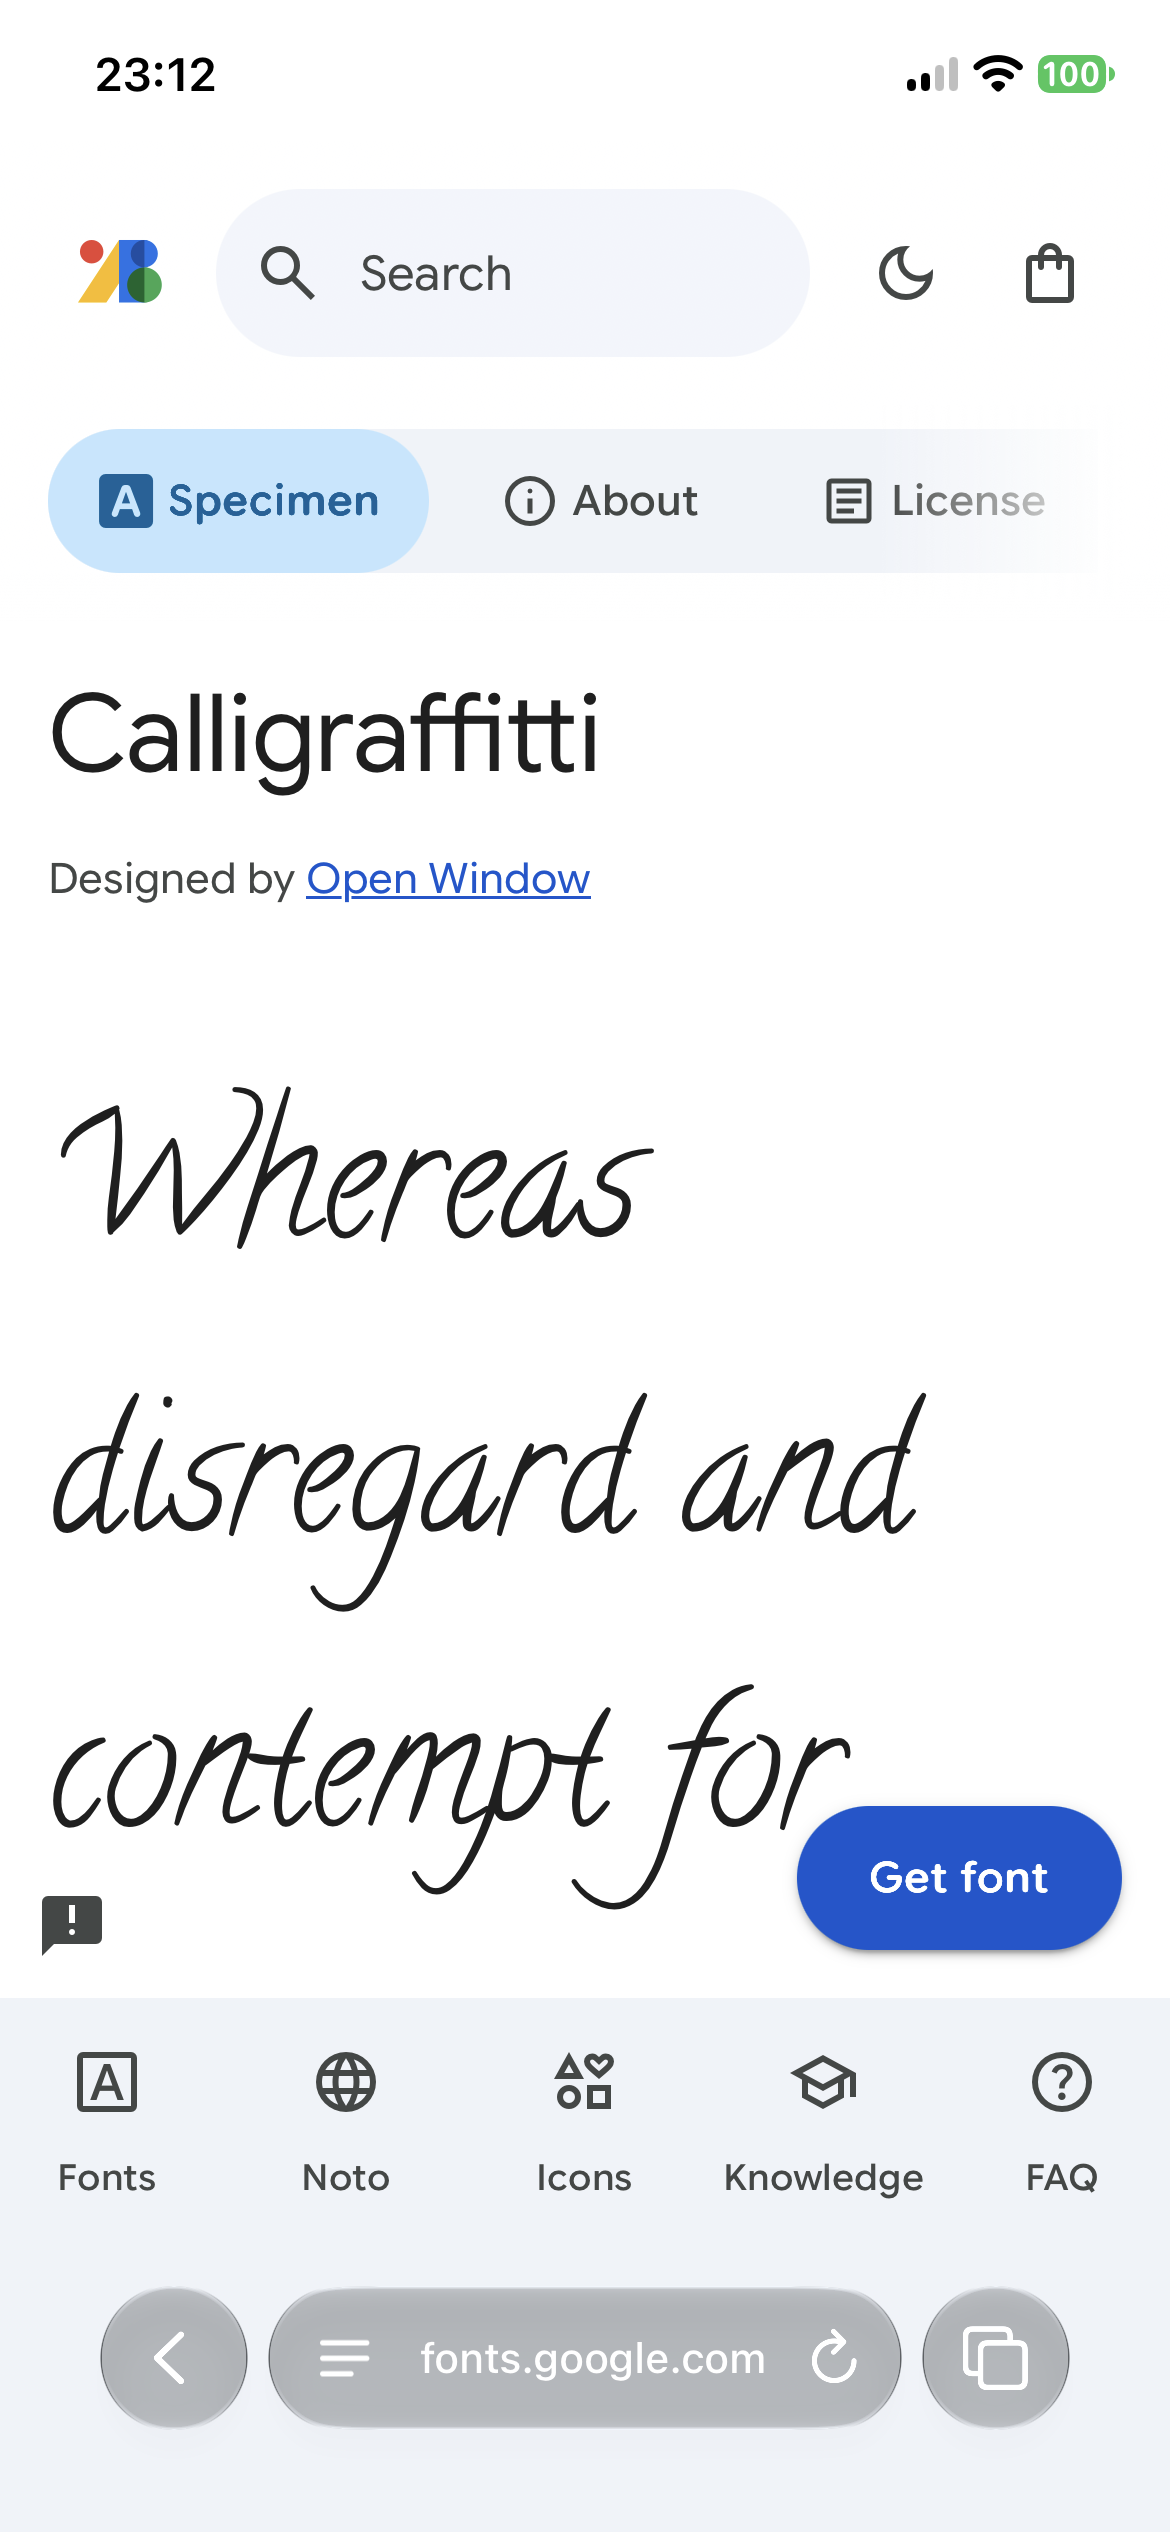 23:12 100
Search
A Specimen About License
Calligraffitti
Designed by Open Window
Whereas
disregard and
contempt for
Get font
Fonts Noto Icons Knowledge FAQ
fonts.google.com